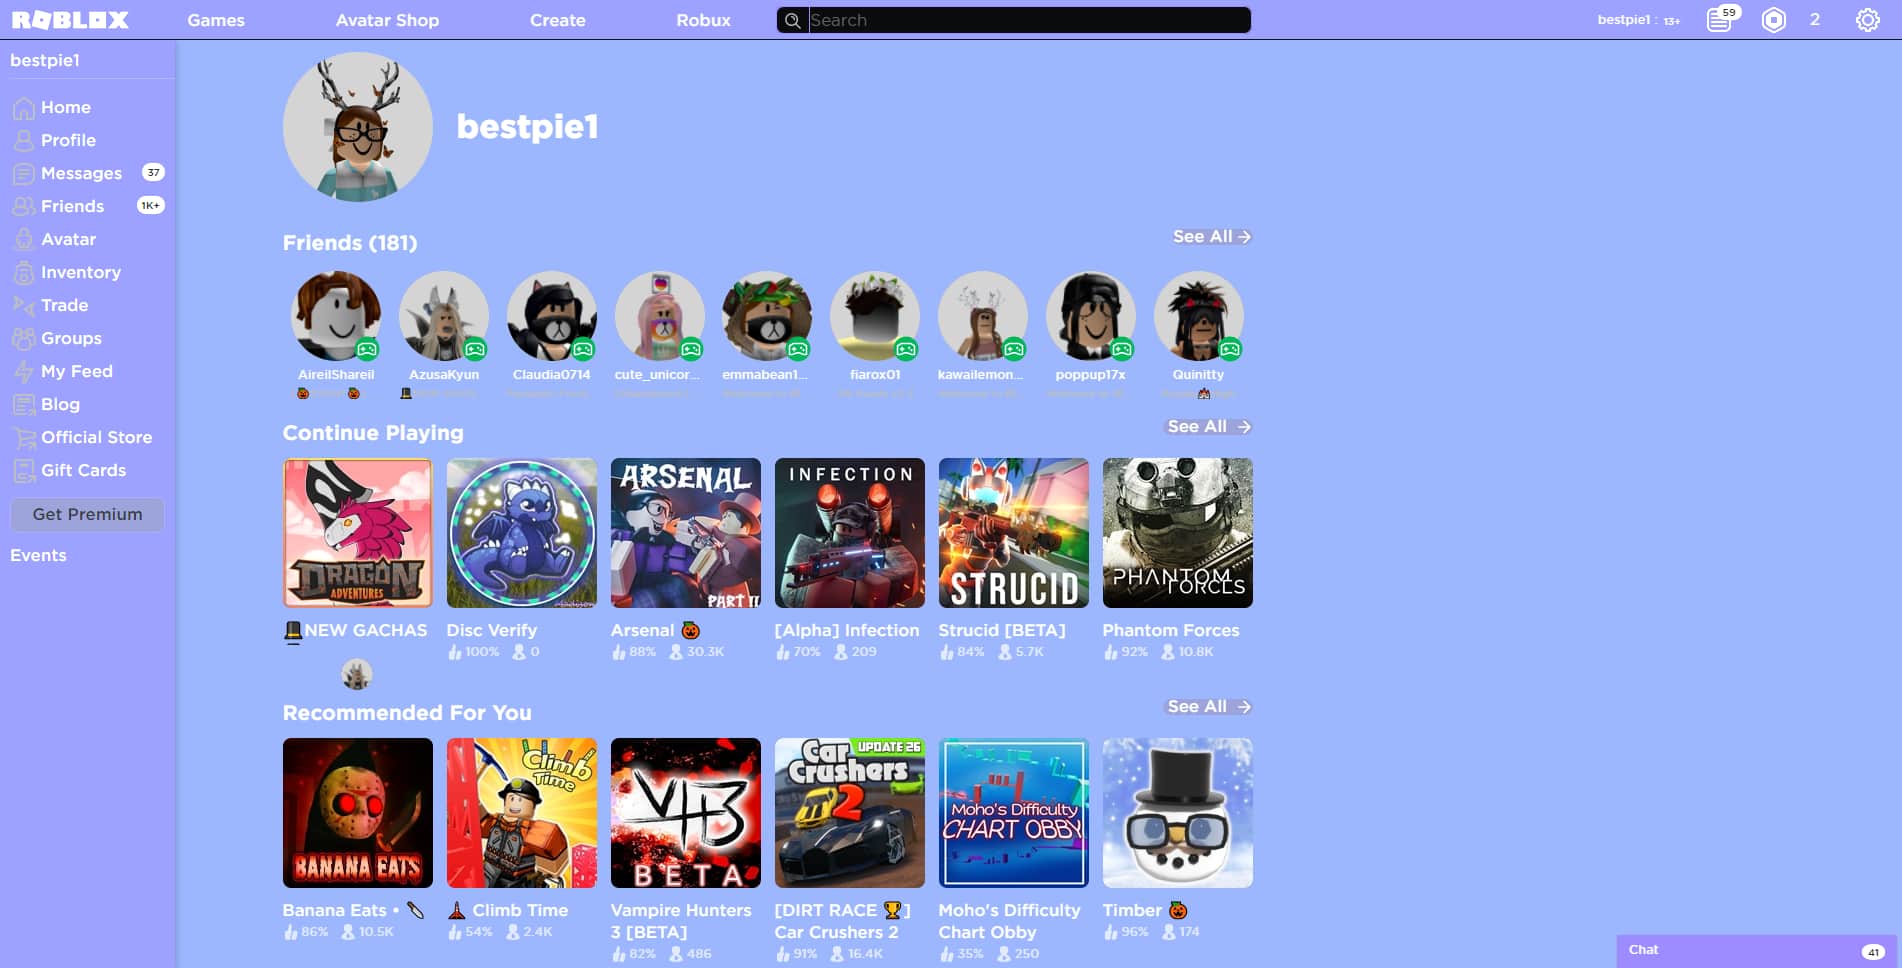 ROBLOX Games Avatar Shop Create Robux Search bestpie1 : 13+ 59 2
bestpie1
Home
Profile
Messages 37
Friends 1K+
Avatar
Inventory
Trade
Groups
My Feed
Blog
Official Store
Gift Cards
Get Premium
Events
bestpie1
Friends (181) See All
AireilShareil AzusaKyun Claudia0714 cute_unicor... emmabean1... fiarox01 kawailemon... poppup17x Quinitty
Continue Playing See All
DRAGON
ADVENTURES
ARSENAL
PART II
INFECTION
STRUCID
PHANTOM
FORCES
NEW GACHAS Disc Verify Arsenal 🎃 [Alpha] Infection Strucid [BETA] Phantom Forces
100% 0 88% 30.3K 70% 209 84% 5.7K 92% 10.8K
Recommended For You See All
BANANA EATS
Climb
Time
VH3
BETA
UPDATE 26
Car
Crushers
2
Moho's Difficulty
CHART OBBY
Banana Eats • 🔪 Climb Time Vampire Hunters [DIRT RACE 🏆] Moho's Difficulty Timber 🎃
3 [BETA] Car Crushers 2 Chart Obby
86% 10.5K 54% 2.4K 96% 174
82% 486 91% 16.4K 35% 250
Chat 41